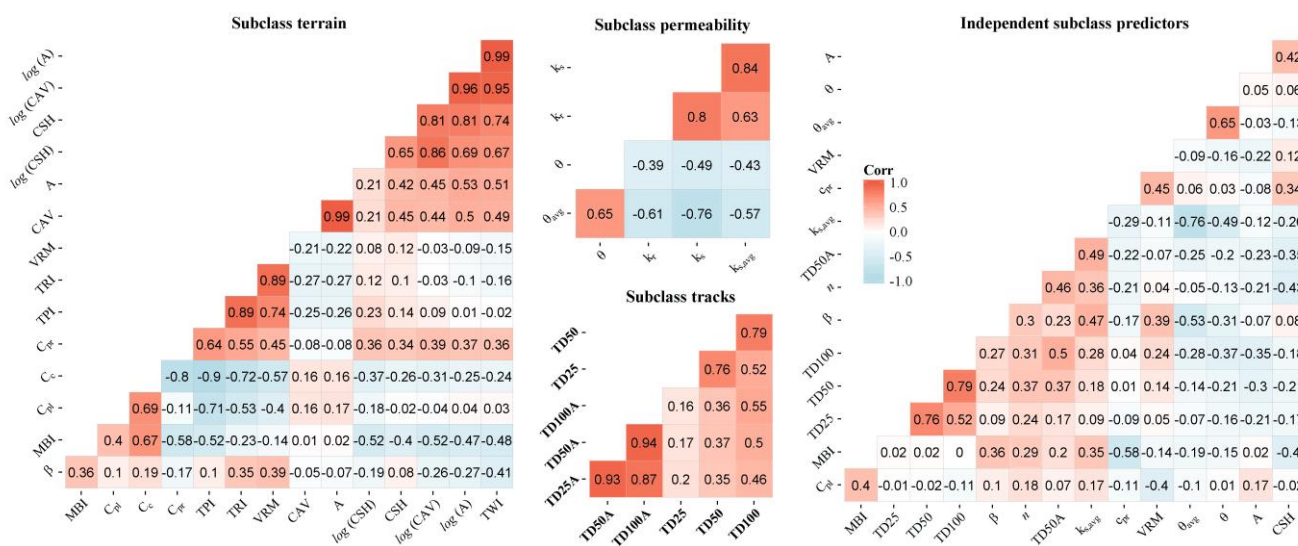 Subclass terrain
log (A) 0.99
log (CAV) 0.96 0.95
CSH 0.81 0.81 0.74
log (CSH) 0.65 0.86 0.69 0.67
A 0.21 0.42 0.45 0.53 0.51
CAV 0.99 0.21 0.45 0.44 0.5 0.49
VRM -0.21 -0.22 0.08 0.12 -0.03 -0.09 -0.15
TRI 0.89 -0.27 -0.27 0.12 0.1 -0.03 -0.1 -0.16
TPI 0.89 0.74 -0.25 -0.26 0.23 0.14 0.09 0.01 -0.02
Cpr 0.64 0.55 0.45 -0.08 -0.08 0.36 0.34 0.39 0.37 0.36
Cc -0.8 -0.9 -0.72 -0.57 0.16 0.16 -0.37 -0.26 -0.31 -0.25 -0.24
Cpl 0.69 -0.11 -0.71 -0.53 -0.4 0.16 0.17 -0.18 -0.02 -0.04 0.04 0.03
MBI 0.4 0.67 -0.58 -0.52 -0.23 -0.14 0.01 0.02 -0.52 -0.4 -0.52 -0.47 -0.48
β 0.36 0.1 0.19 -0.17 0.1 0.35 0.39 -0.05 -0.07 -0.19 0.08 -0.26 -0.27 -0.41
MBI Cpl Cc Cpr TPI TRI VRM CAV A log (CSH) CSH log (CAV) log (A) TWI
Subclass permeability
ks 0.84
kr 0.8 0.63
θ -0.39 -0.49 -0.43
θavg 0.65 -0.61 -0.76 -0.57
θ kr ks ks,avg
Subclass tracks
TD50 0.79
TD25 0.76 0.52
TD100A 0.16 0.36 0.55
TD50A 0.94 0.17 0.37 0.5
TD25A 0.93 0.87 0.2 0.35 0.46
TD50A TD100A TD25 TD50 TD100
Independent subclass predictors
Corr
1.0
0.5
0.0
-0.5
-1.0
A 0.42
θ 0.05 0.06
θavg 0.65 -0.03 -0.13
VRM -0.09 -0.16 -0.22 0.12
cpr 0.45 0.06 0.03 -0.08 0.34
ks,avg -0.29 -0.11 -0.76 -0.49 -0.12 -0.26
TD50A 0.49 -0.22 -0.07 -0.25 -0.2 -0.23 -0.35
n 0.46 0.36 -0.21 0.04 -0.05 -0.13 -0.21 -0.43
β 0.3 0.23 0.47 -0.17 0.39 -0.53 -0.31 -0.07 0.08
TD100 0.27 0.31 0.5 0.28 0.04 0.24 -0.28 -0.37 -0.35 -0.18
TD50 0.79 0.24 0.37 0.37 0.18 0.01 0.14 -0.14 -0.21 -0.3
TD25 0.76 0.52 0.09 0.24 0.17 0.09 -0.09 0.05 -0.07 -0.16 -0.21 -0.17
MBI 0.02 0.02 0 0.36 0.29 0.2 0.35 -0.58 -0.14 -0.19 -0.15 0.02
Cpl 0.4 -0.01 -0.02 -0.11 0.1 0.18 0.07 0.17 -0.11 -0.4 -0.1 0.01 0.17
MBI TD25 TD50 TD100 β n TD50A ks,avg cpr VRM θavg θ A CSH